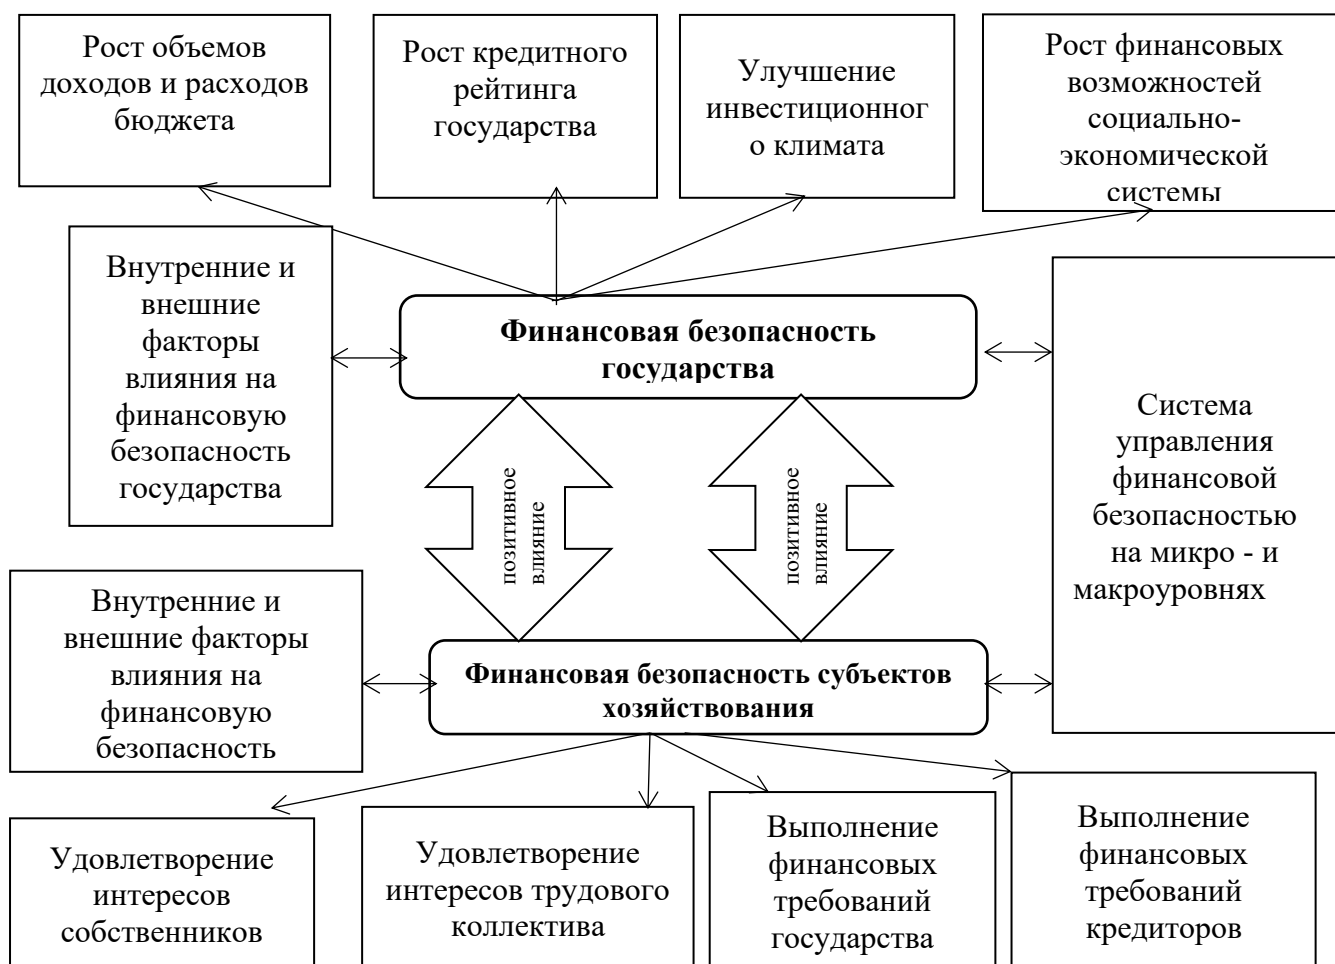 Рост объемов
доходов и расходов
бюджета
Рост кредитного
рейтинга
государства
Улучшение
инвестиционног
о климата
Рост финансовых
возможностей
социально-
экономической
системы
Внутренние и
внешние
факторы
влияния на
финансовую
безопасность
государства
Финансовая безопасность
государства
Система
управления
финансовой
безопасностью
на микро - и
макроуровнях
позитивное
влияние
позитивное
влияние
Внутренние и
внешние факторы
влияния на
финансовую
безопасность
Финансовая безопасность субъектов
хозяйствования
Удовлетворение
интересов
собственников
Удовлетворение
интересов трудового
коллектива
Выполнение
финансовых
требований
государства
Выполнение
финансовых
требований
кредиторов